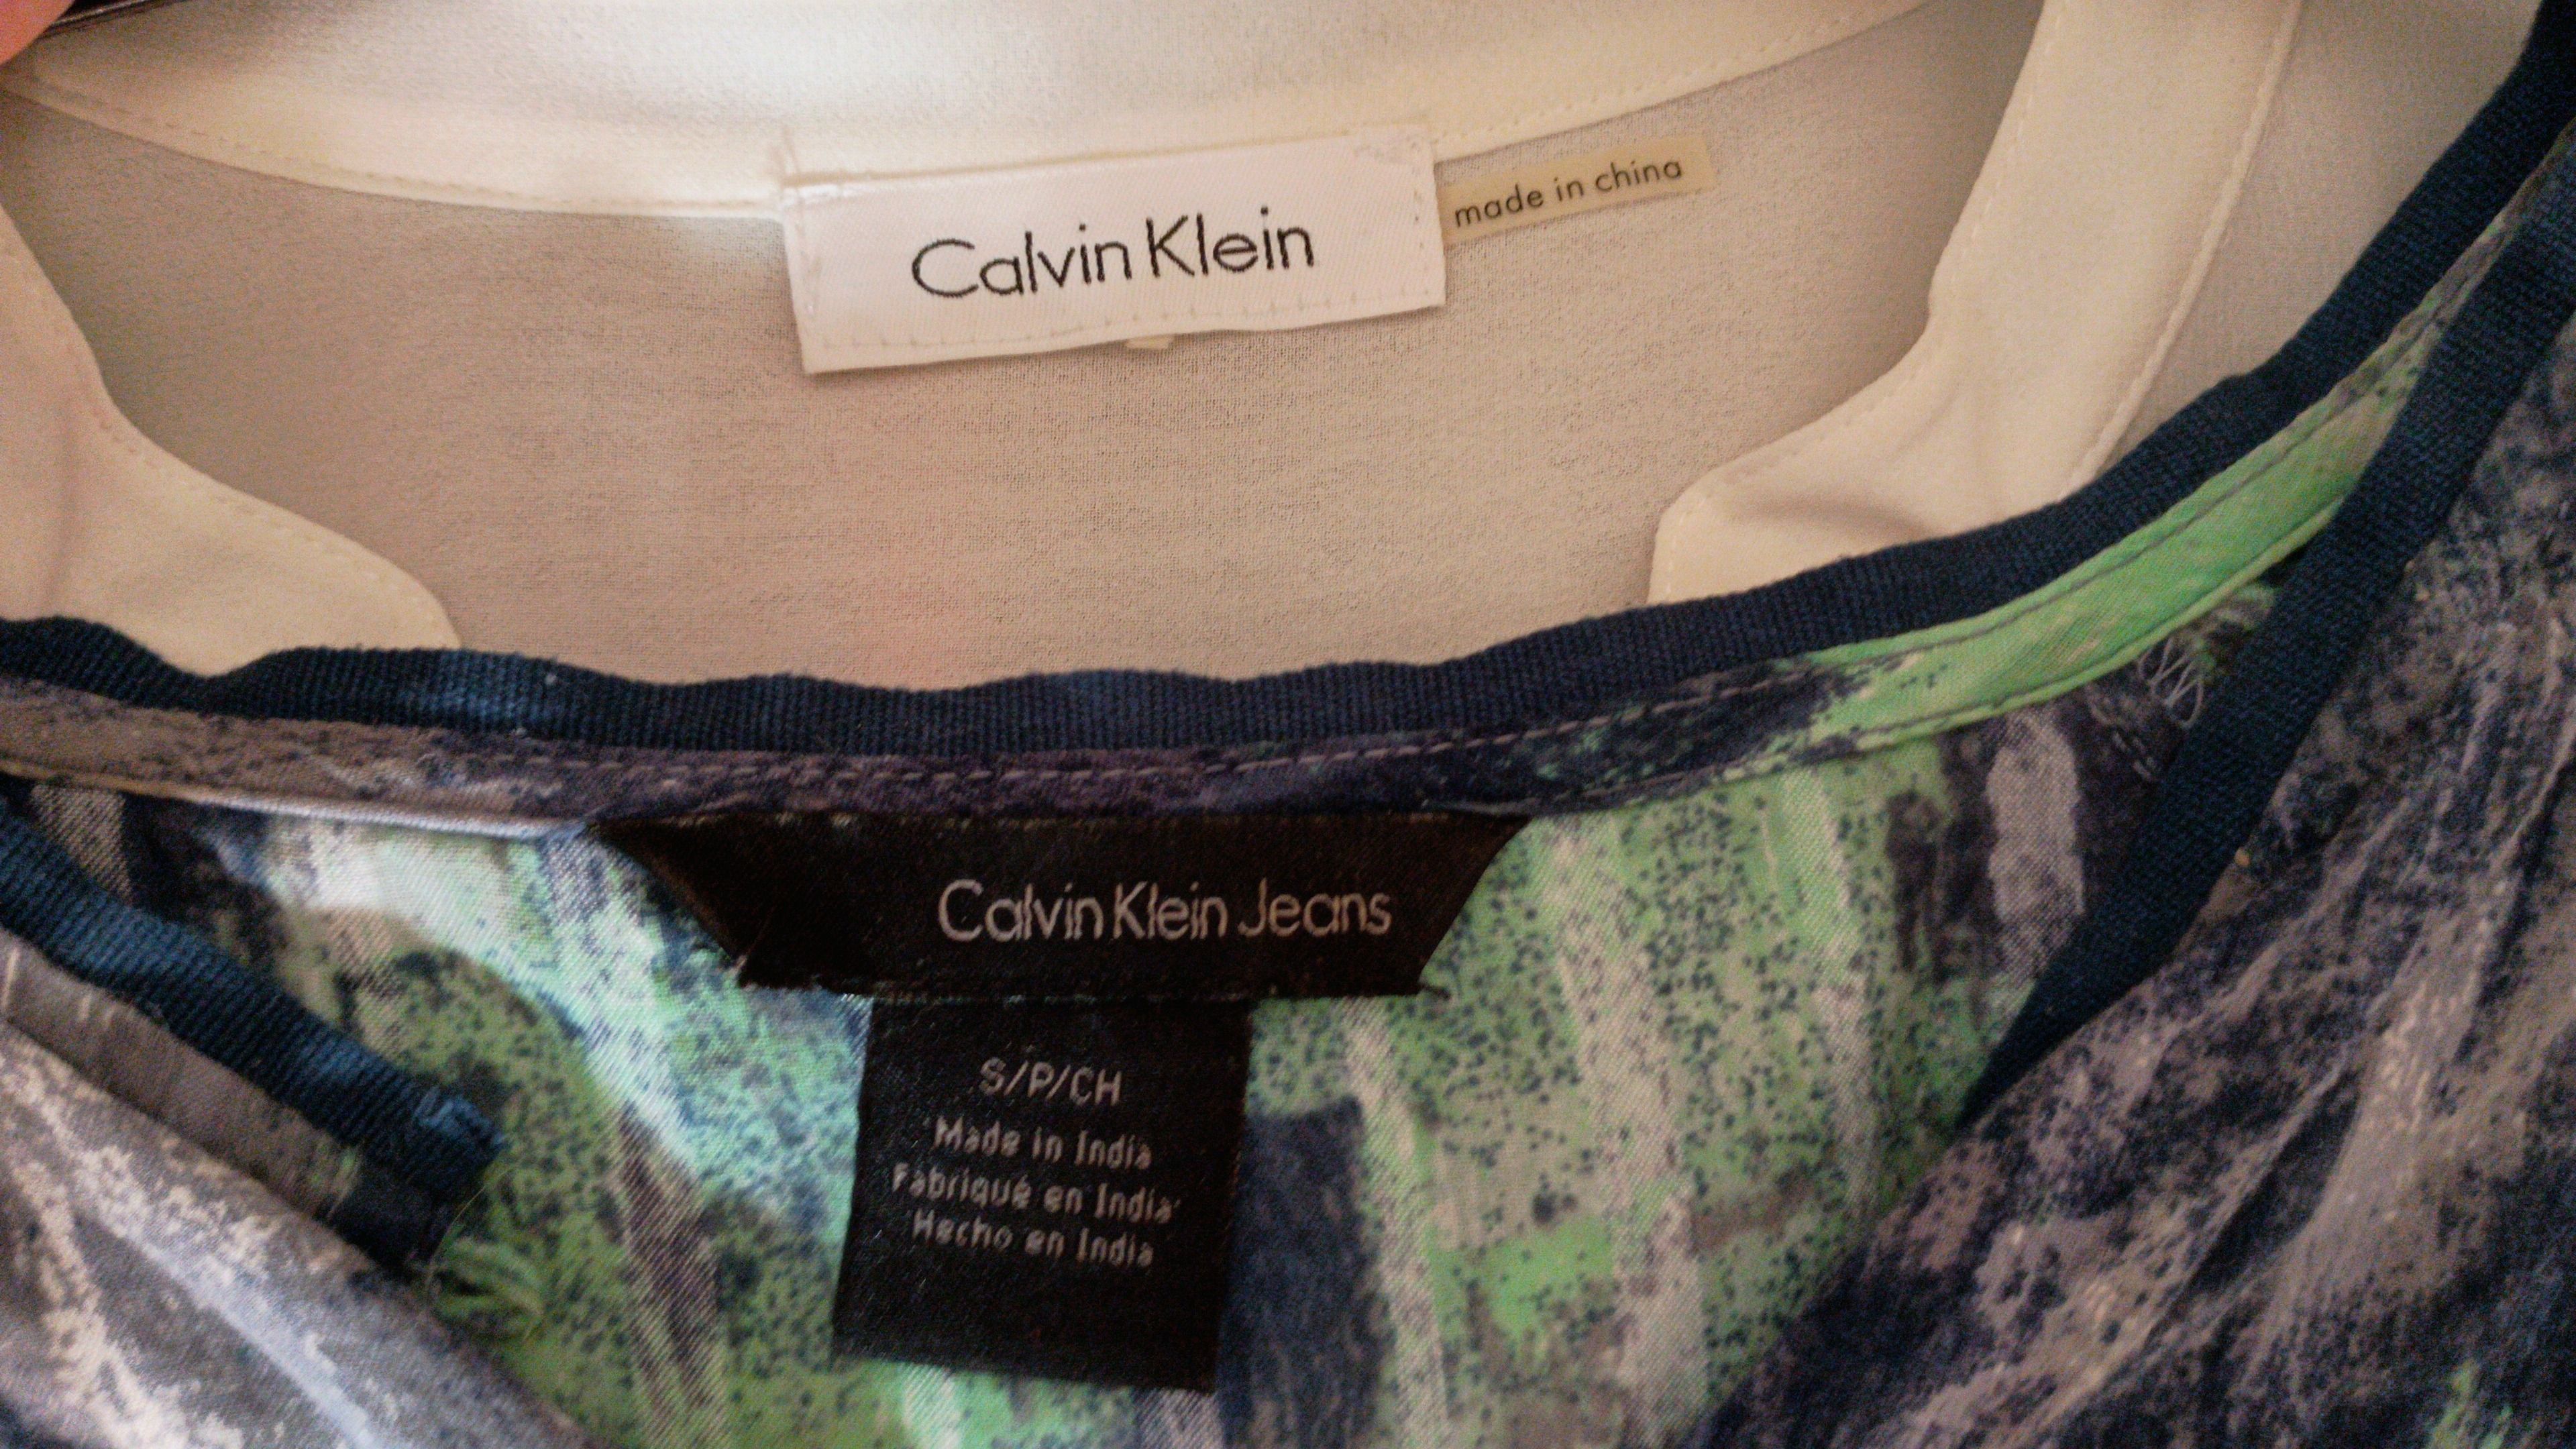 Calvin Klein
made in china
Calvin Klein Jeans
S/P/CH
Made in India
Fabriqué en India
Hecho en India